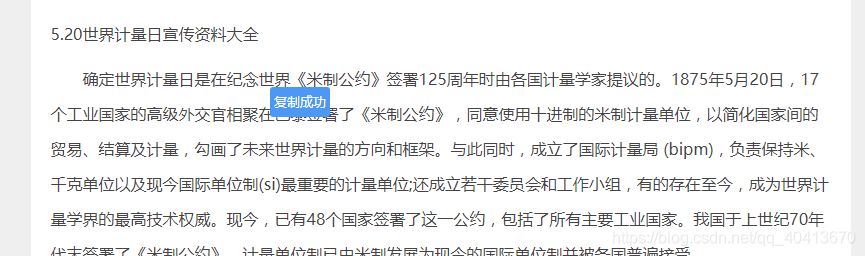 5.20世界计量日宣传资料大全
确定世界计量日是在纪念世界《米制公约》签署125周年时由各国计量学家提议的。1875年5月20日，17
复制成功
个工业国家的高级外交官相聚在巴黎签署了《米制公约》，同意使用十进制的米制计量单位，以简化国家间的
贸易、结算及计量，勾画了未来世界计量的方向和框架。与此同时，成立了国际计量局 (bipm)，负责保持米、
千克单位以及现今国际单位制(si)最重要的计量单位;还成立若干委员会和工作小组，有的存在至今，成为世界计
量学界的最高技术权威。现今，已有48个国家签署了这一公约，包括了所有主要工业国家。我国于上世纪70年
代末签署了《米制公约》。计量单位制已由米制发展为现今的国际单位制并被各国普遍接受。
https://blog.csdn.net/qq_40413670